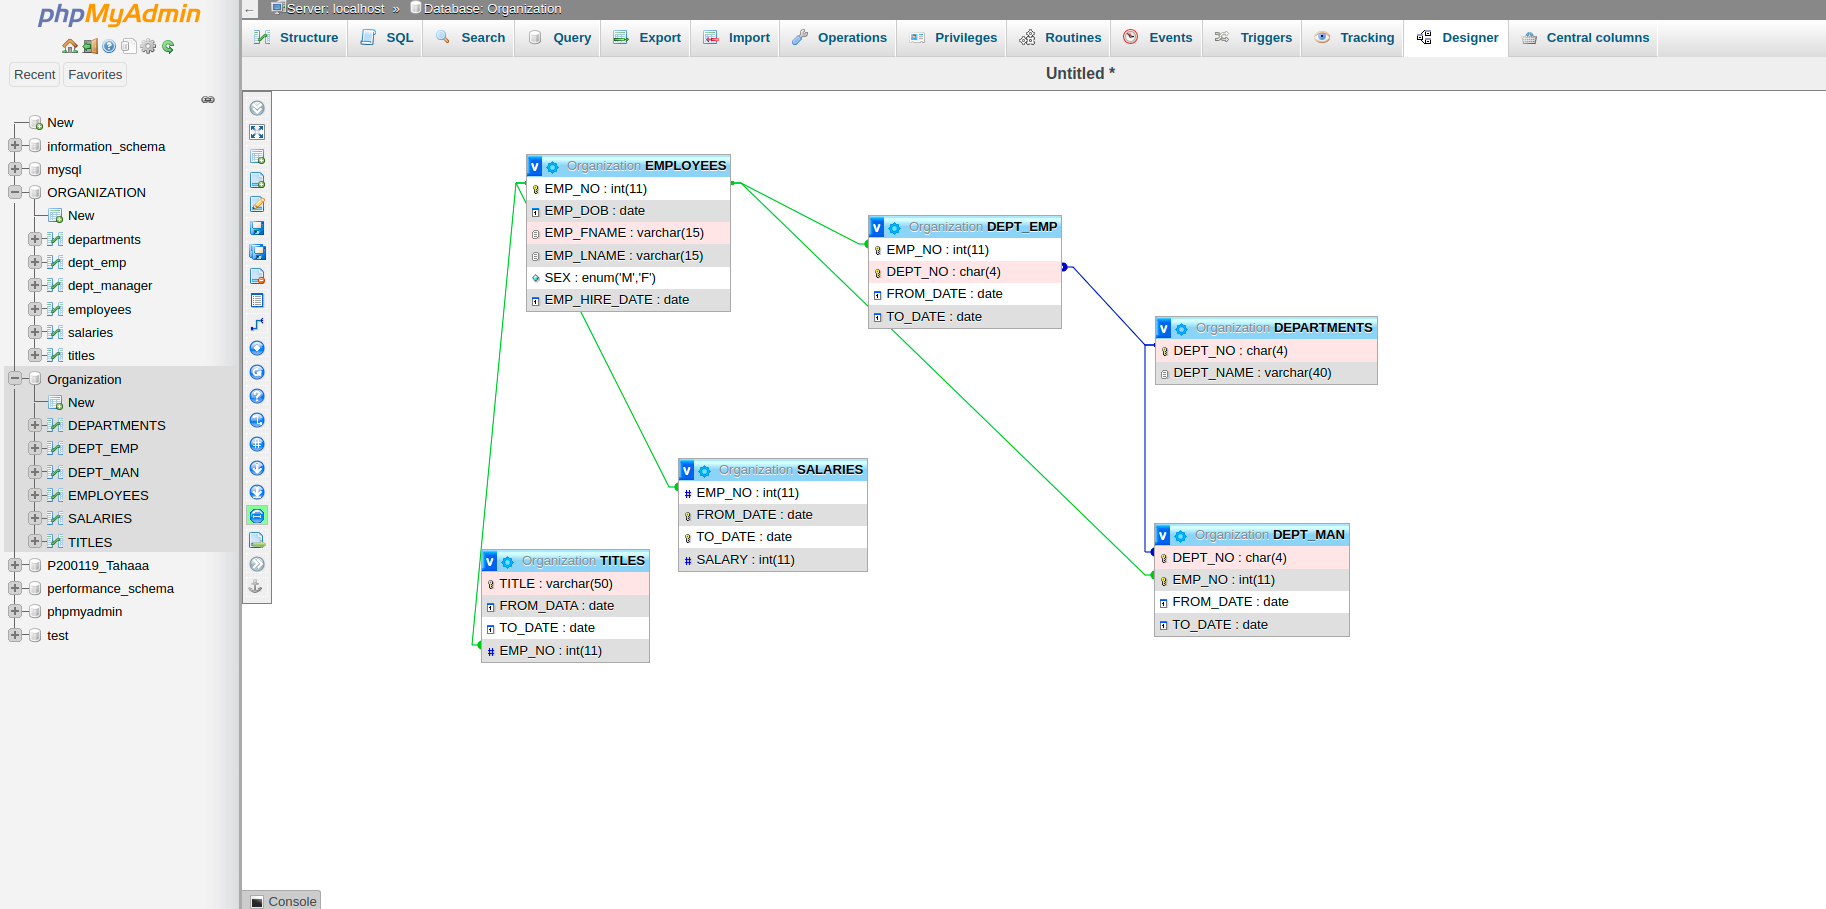 phpMyAdmin
Recent
Favorites
New
information_schema
mysql
ORGANIZATION
New
departments
dept_emp
dept_manager
employees
salaries
titles
Organization
New
DEPARTMENTS
DEPT_EMP
DEPT_MAN
EMPLOYEES
SALARIES
TITLES
P200119_Tahaaa
performance_schema
phpmyadmin
test
← Server: localhost » Database: Organization
Structure SQL Search Query Export Import Operations Privileges Routines Events Triggers Tracking Designer Central columns
Untitled *
v Organization EMPLOYEES
EMP_NO : int(11)
EMP_DOB : date
EMP_FNAME : varchar(15)
EMP_LNAME : varchar(15)
SEX : enum('M','F')
EMP_HIRE_DATE : date
v Organization DEPT_EMP
EMP_NO : int(11)
DEPT_NO : char(4)
FROM_DATE : date
TO_DATE : date
v Organization DEPARTMENTS
DEPT_NO : char(4)
DEPT_NAME : varchar(40)
v Organization SALARIES
# EMP_NO : int(11)
FROM_DATE : date
TO_DATE : date
# SALARY : int(11)
v Organization TITLES
TITLE : varchar(50)
FROM_DATA : date
TO_DATE : date
# EMP_NO : int(11)
v Organization DEPT_MAN
DEPT_NO : char(4)
EMP_NO : int(11)
FROM_DATE : date
TO_DATE : date
Console